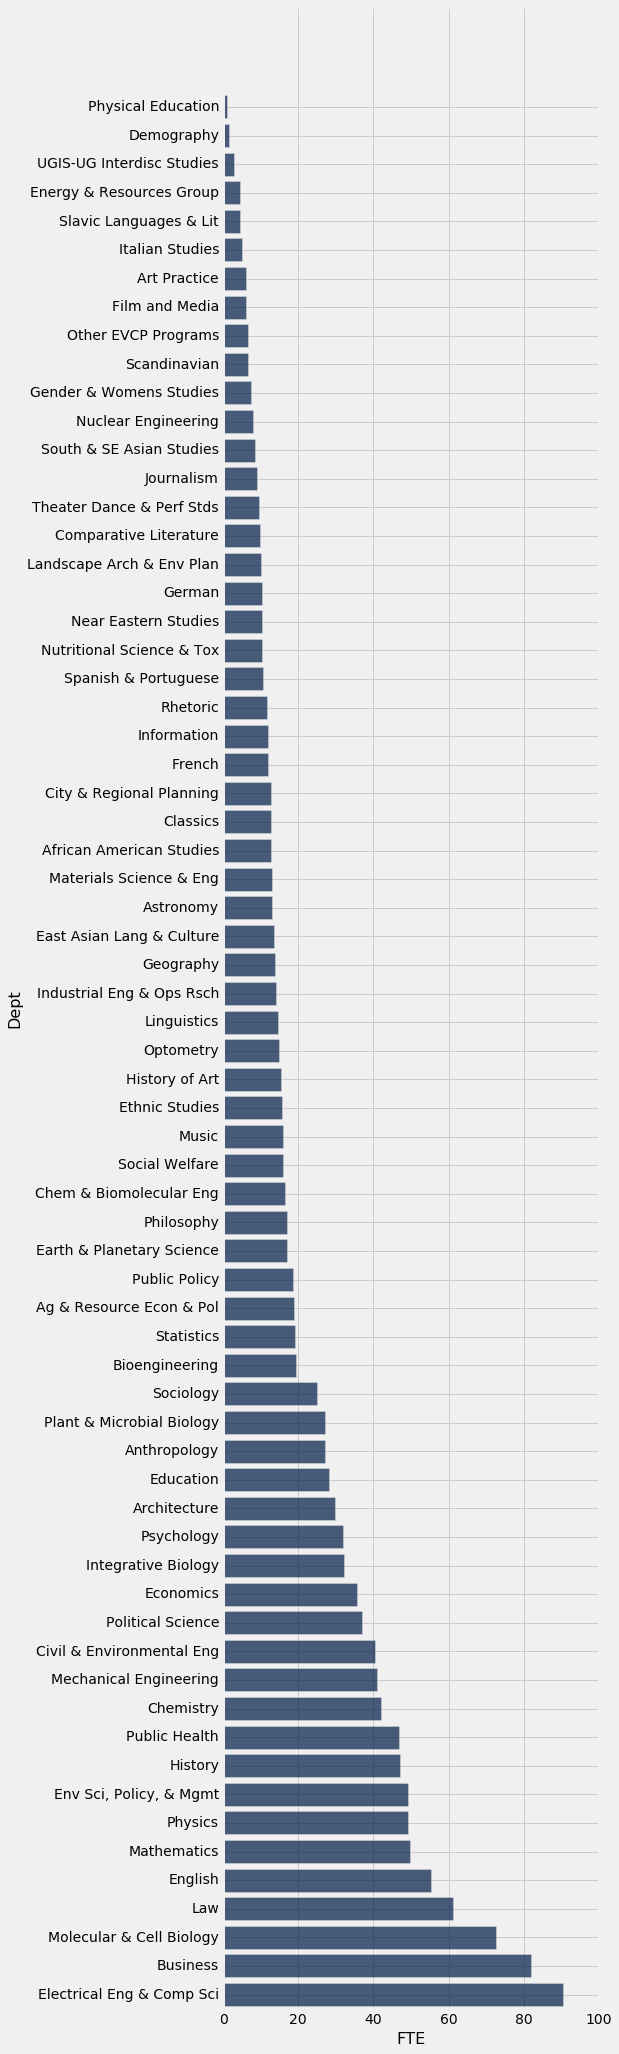 Physical Education
Demography
UGIS-UG Interdisc Studies
Energy & Resources Group
Slavic Languages & Lit
Italian Studies
Art Practice
Film and Media
Other EVCP Programs
Scandinavian
Gender & Womens Studies
Nuclear Engineering
South & SE Asian Studies
Journalism
Theater Dance & Perf Stds
Comparative Literature
Landscape Arch & Env Plan
German
Near Eastern Studies
Nutritional Science & Tox
Spanish & Portuguese
Rhetoric
Information
French
City & Regional Planning
Classics
African American Studies
Materials Science & Eng
Astronomy
East Asian Lang & Culture
Geography
Industrial Eng & Ops Rsch
Dept
Linguistics
Optometry
History of Art
Ethnic Studies
Music
Social Welfare
Chem & Biomolecular Eng
Philosophy
Earth & Planetary Science
Public Policy
Ag & Resource Econ & Pol
Statistics
Bioengineering
Sociology
Plant & Microbial Biology
Anthropology
Education
Architecture
Psychology
Integrative Biology
Economics
Political Science
Civil & Environmental Eng
Mechanical Engineering
Chemistry
Public Health
History
Env Sci, Policy, & Mgmt
Physics
Mathematics
English
Law
Molecular & Cell Biology
Business
Electrical Eng & Comp Sci
0 20 40 60 80 100
FTE